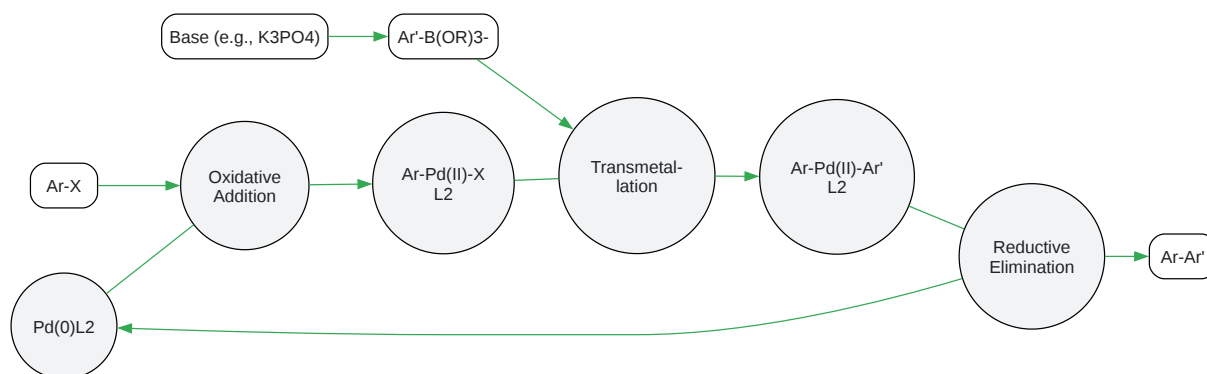 Base (e.g., K3PO4)
Ar'-B(OR)3-
Ar-X
Oxidative
Addition
Ar-Pd(II)-X
L2
Transmetal-
lation
Ar-Pd(II)-Ar'
L2
Reductive
Elimination
Ar-Ar'
Pd(0)L2